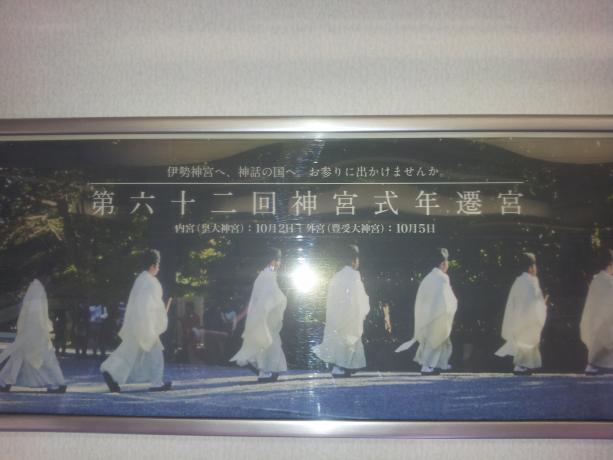 伊勢神宮へ、神話の国へ。お参りに出かけませんか。
第六十二回神宮式年遷宮
内宮(皇大神宮):10月2日 外宮(豊受大神宮):10月5日